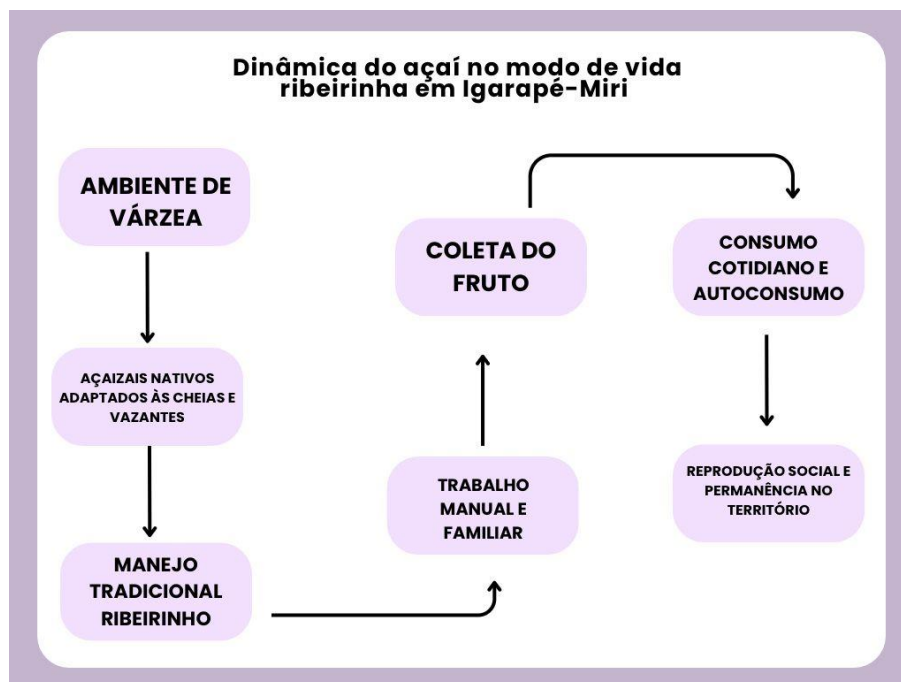 Dinâmica do açaí no modo de vida
ribeirinha em Igarapé-Miri
AMBIENTE DE
VÁRZEA
AÇAIZAIS NATIVOS
ADAPTADOS ÀS CHEIAS E
VAZANTES
MANEJO
TRADICIONAL
RIBEIRINHO
TRABALHO
MANUAL E
FAMILIAR
COLETA DO
FRUTO
CONSUMO
COTIDIANO E
AUTOCONSUMO
REPRODUÇÃO SOCIAL E
PERMANÊNCIA NO
TERRITÓRIO